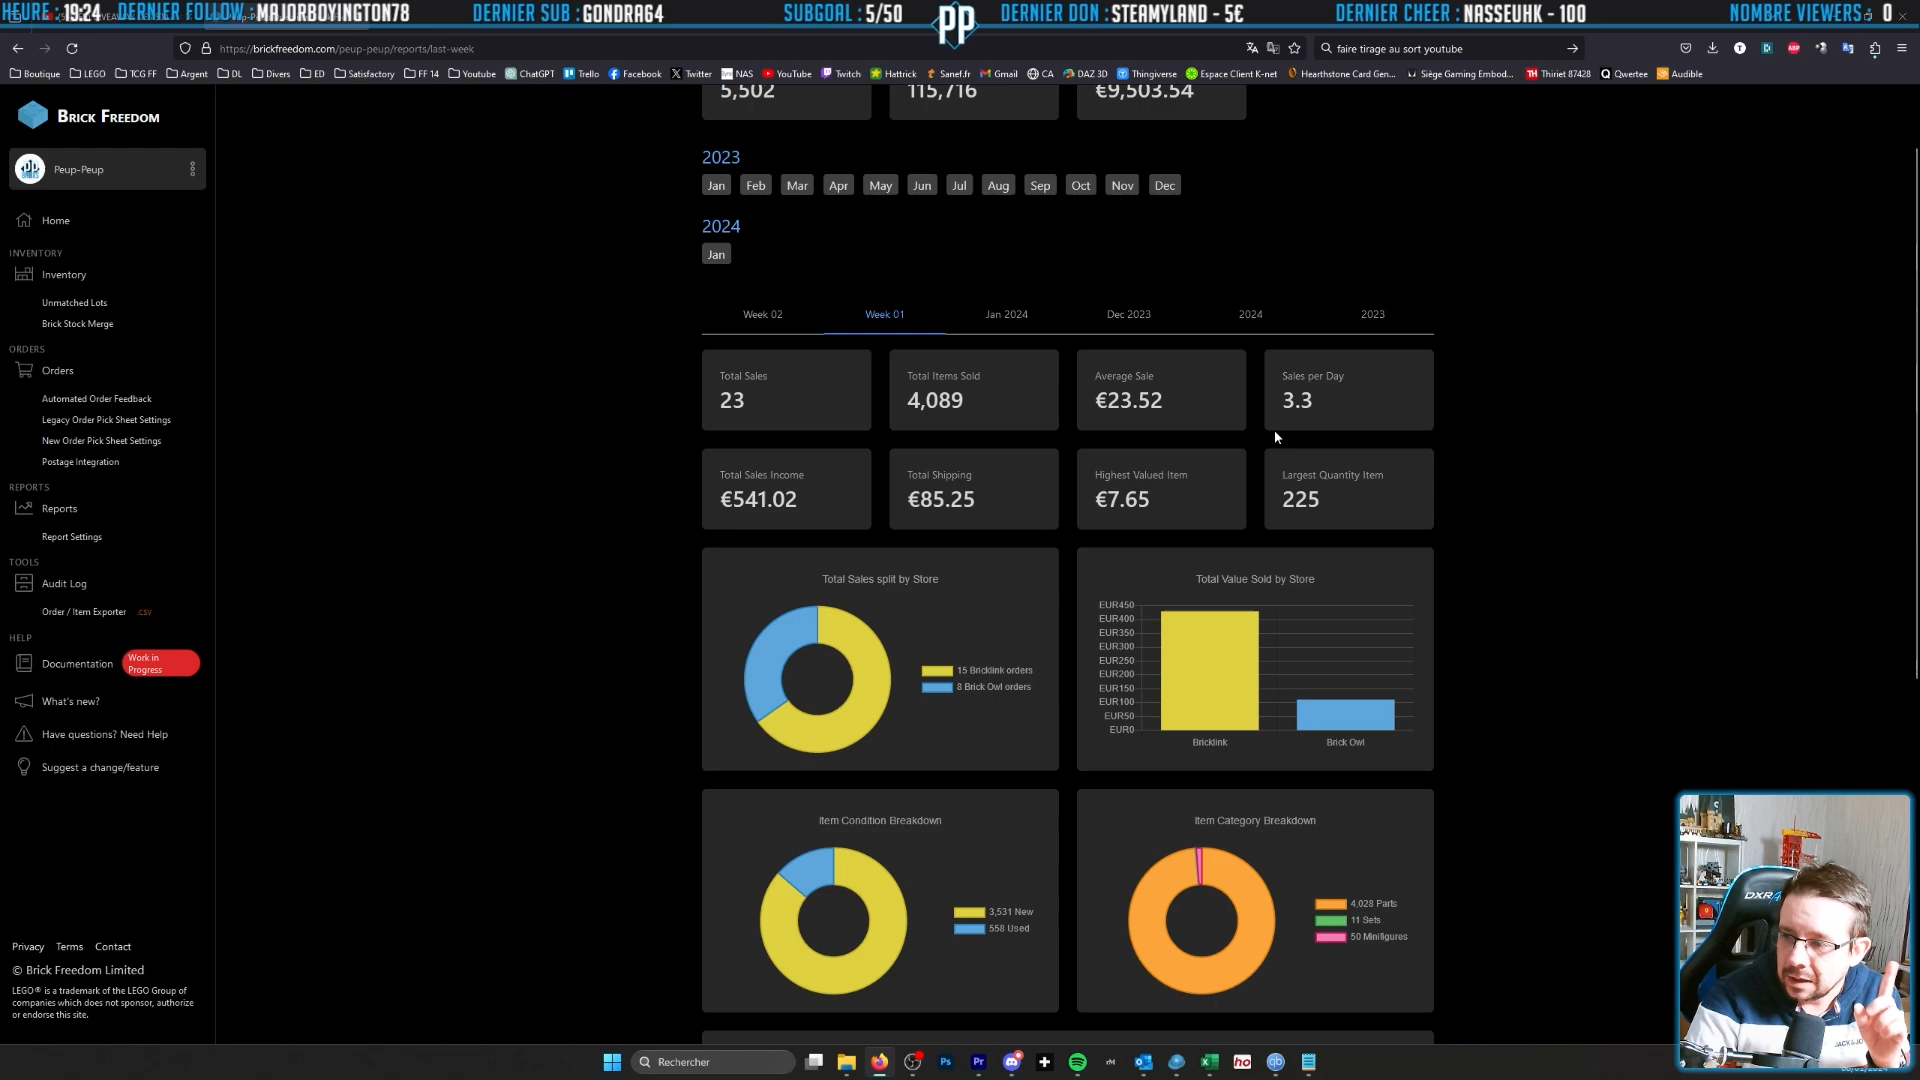 HEURE : 19:24
DERNIER FOLLOW : MAJORBOYINGTON78
DERNIER SUB : GONDRA64
SUBGOAL : 5/50
PP
DERNIER DON : STEAMYLAND - 5€
DERNIER CHEER : NASSEUHK - 100
NOMBRE VIEWERS : 0
https://brickfreedom.com/peup-peup/reports/last-week
faire tirage au sort youtube
Boutique LEGO TCG FF Argent DL Divers ED Satisfactory FF 14 Youtube ChatGPT Trello Facebook Twitter NAS YouTube Twitch Hattrick Sanef.fr Gmail CA DAZ 3D Thingiverse Espace Client K-net Hearthstone Card Gen... Siège Gaming Embod... Thiriet 87428 Qwertee Audible
BRICK FREEDOM
Peup-Peup
Home
INVENTORY
Inventory
Unmatched Lots
Brick Stock Merge
ORDERS
Orders
Automated Order Feedback
Legacy Order Pick Sheet Settings
New Order Pick Sheet Settings
Postage Integration
REPORTS
Reports
Report Settings
TOOLS
Audit Log
Order / Item Exporter .csv
HELP
Documentation
Work in
Progress
What's new?
Have questions? Need Help
Suggest a change/feature
Privacy Terms Contact
© Brick Freedom Limited
LEGO® is a trademark of the LEGO Group of
companies which does not sponsor, authorize
or endorse this site.
5,502 115,716 €9,503.54
2023
Jan Feb Mar Apr May Jun Jul Aug Sep Oct Nov Dec
2024
Jan
Week 02 Week 01 Jan 2024 Dec 2023 2024 2023
Total Sales
23
Total Items Sold
4,089
Average Sale
€23.52
Sales per Day
3.3
Total Sales Income
€541.02
Total Shipping
€85.25
Highest Valued Item
€7.65
Largest Quantity Item
225
Total Sales split by Store
15 Bricklink orders
8 Brick Owl orders
Total Value Sold by Store
EUR450
EUR400
EUR350
EUR300
EUR250
EUR200
EUR150
EUR100
EUR50
EUR0
Bricklink Brick Owl
Item Condition Breakdown
3,531 New
558 Used
Item Category Breakdown
4,028 Parts
11 Sets
50 Minifigures
DXR
Rechercher